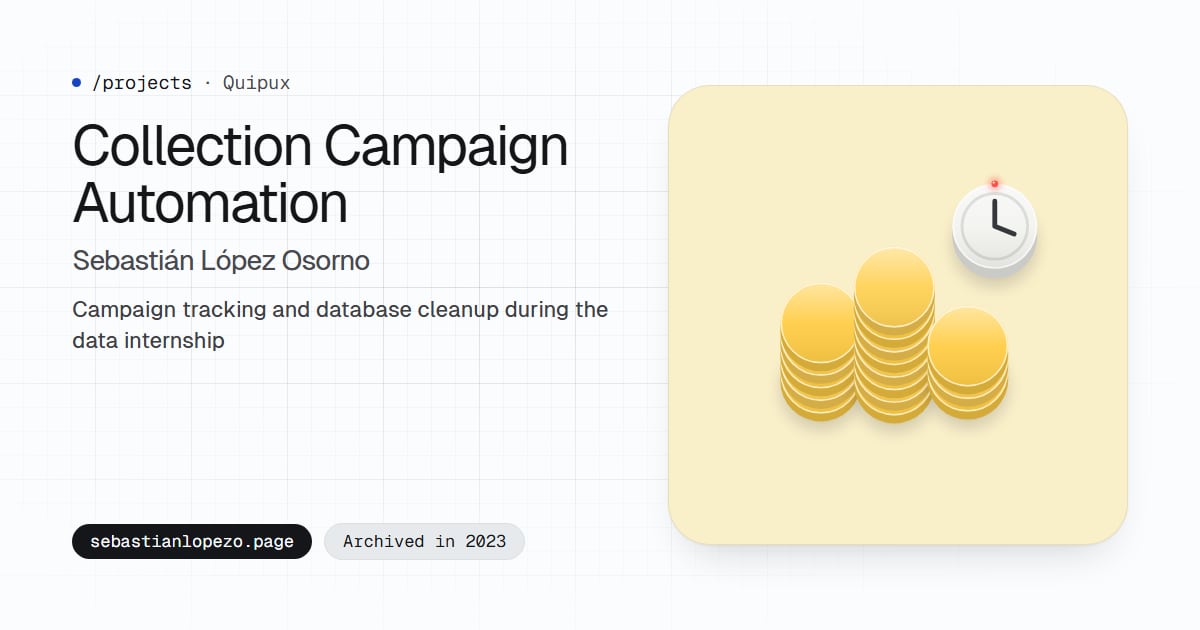 /projects · Quipux
Collection Campaign
Automation
Sebastián López Osorno
Campaign tracking and database cleanup during the
data internship
sebastianlopezo.page
Archived in 2023